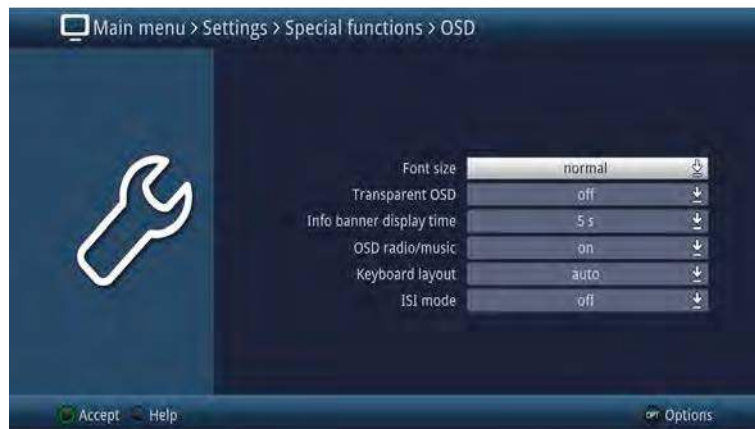 Main menu > Settings > Special functions > OSD
Font size normal
Transparent OSD off
Info banner display time 5 s
OSD radio/music on
Keyboard layout auto
ISI mode off
Accept Help OPT Options